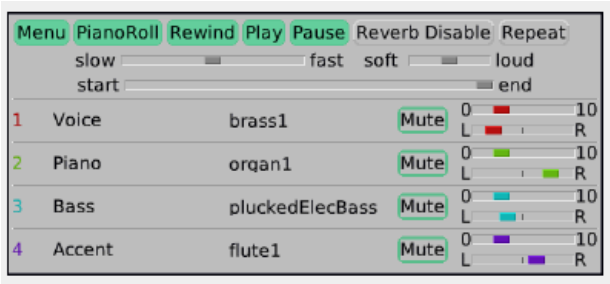 Menu PianoRoll Rewind Play Pause Reverb Disable Repeat
slow fast soft loud
start end
1 Voice brass1 Mute 0 10
L R
2 Piano organ1 Mute 0 10
L R
3 Bass pluckedElecBass Mute 0 10
L R
4 Accent flute1 Mute 0 10
L R